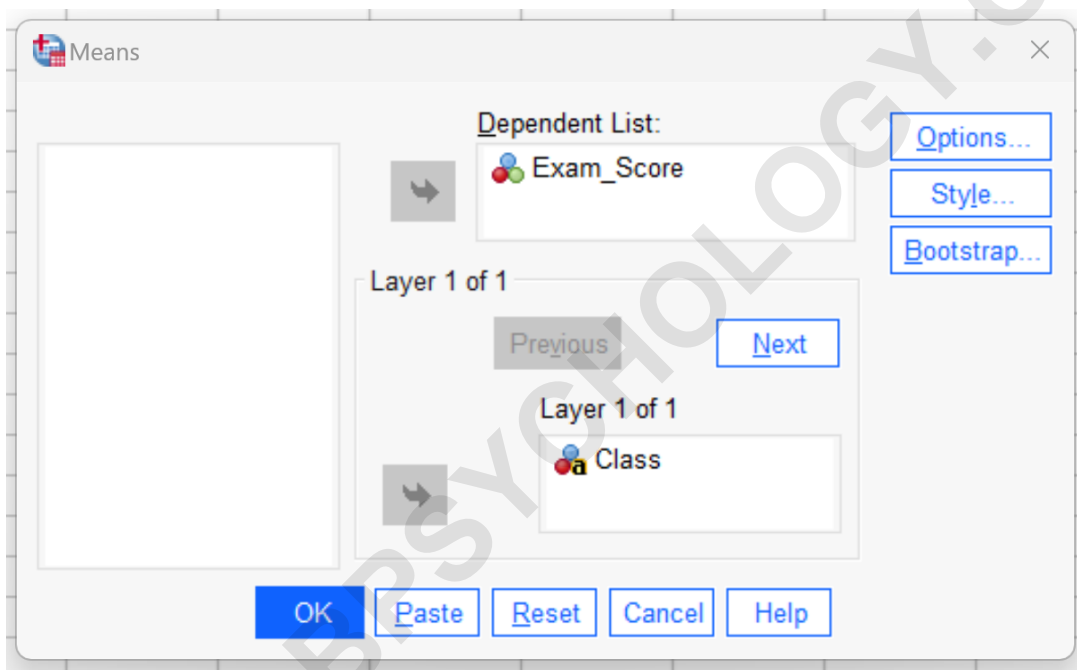 Means
Dependent List:
Exam_Score
Options...
Style...
Bootstrap...
Layer 1 of 1
Previous
Next
Layer 1 of 1
a Class
OK
Paste
Reset
Cancel
Help
BPSYCHOLOGY.